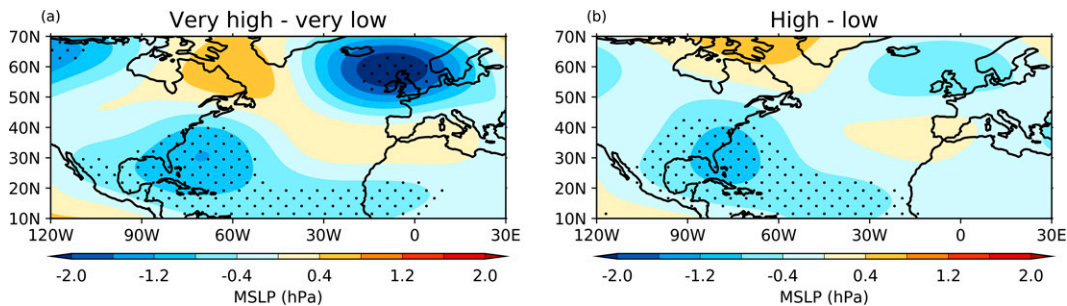 (a) Very high - very low
70N
60N
50N
40N
30N
20N
10N
120W 90W 60W 30W 0 30E
-2.0 -1.2 -0.4 0.4 1.2 2.0
MSLP (hPa)
(b) High - low
70N
60N
50N
40N
30N
20N
10N
120W 90W 60W 30W 0 30E
-2.0 -1.2 -0.4 0.4 1.2 2.0
MSLP (hPa)